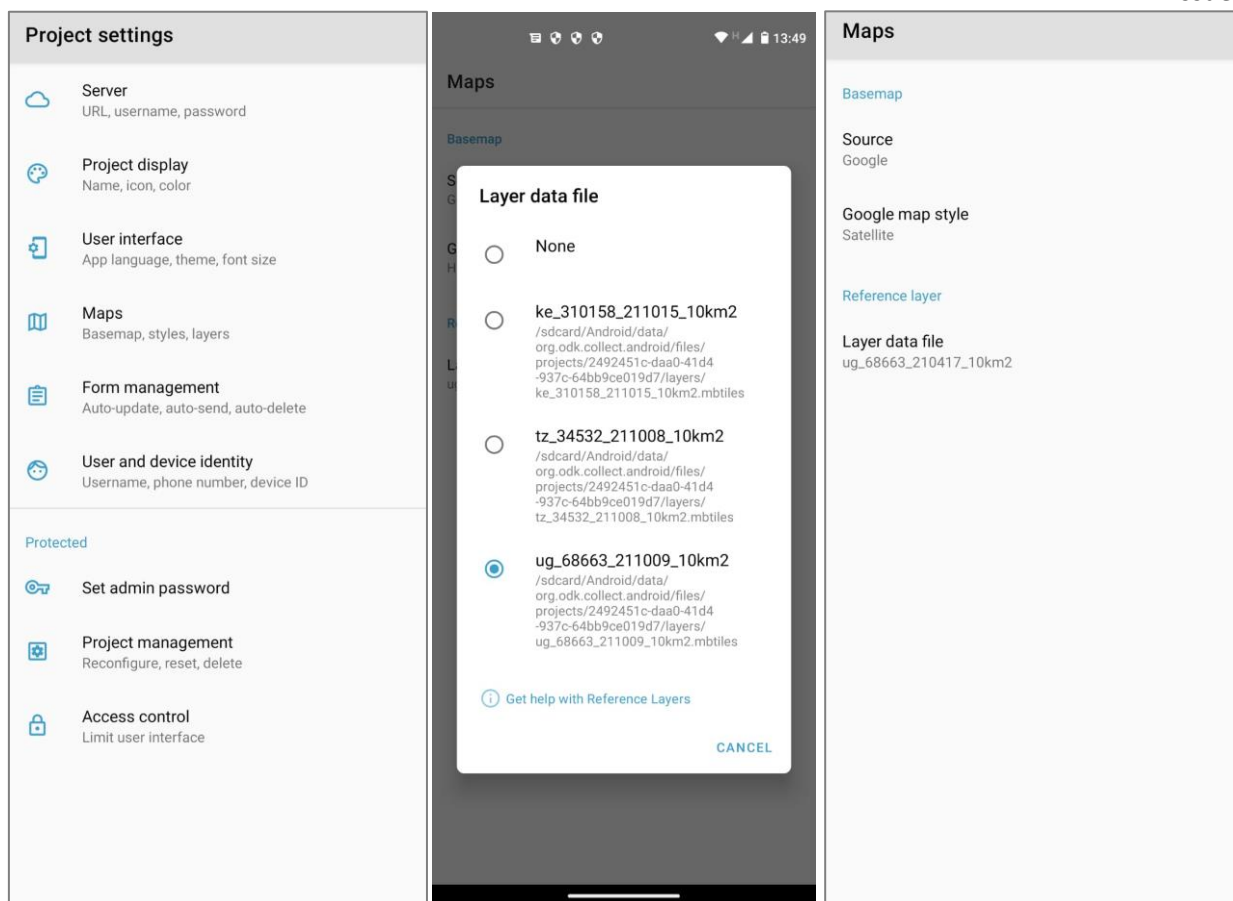 Project settings
Server
URL, username, password
Project display
Name, icon, color
User interface
App language, theme, font size
Maps
Basemap, styles, layers
Form management
Auto-update, auto-send, auto-delete
User and device identity
Username, phone number, device ID
Protected
Set admin password
Project management
Reconfigure, reset, delete
Access control
Limit user interface
H
13:49
Maps
Basemap
Layer data file
None
ke_310158_211015_10km2
/sdcard/Android/data/
org.odk.collect.android/files/
projects/2492451c-daa0-41d4
-937c-64bb9ce019d7/layers/
ke_310158_211015_10km2.mbtiles
tz_34532_211008_10km2
/sdcard/Android/data/
org.odk.collect.android/files/
projects/2492451c-daa0-41d4
-937c-64bb9ce019d7/layers/
tz_34532_211008_10km2.mbtiles
ug_68663_211009_10km2
/sdcard/Android/data/
org.odk.collect.android/files/
projects/2492451c-daa0-41d4
-937c-64bb9ce019d7/layers/
ug_68663_211009_10km2.mbtiles
Get help with Reference Layers
CANCEL
Maps
Basemap
Source
Google
Google map style
Satellite
Reference layer
Layer data file
ug_68663_210417_10km2